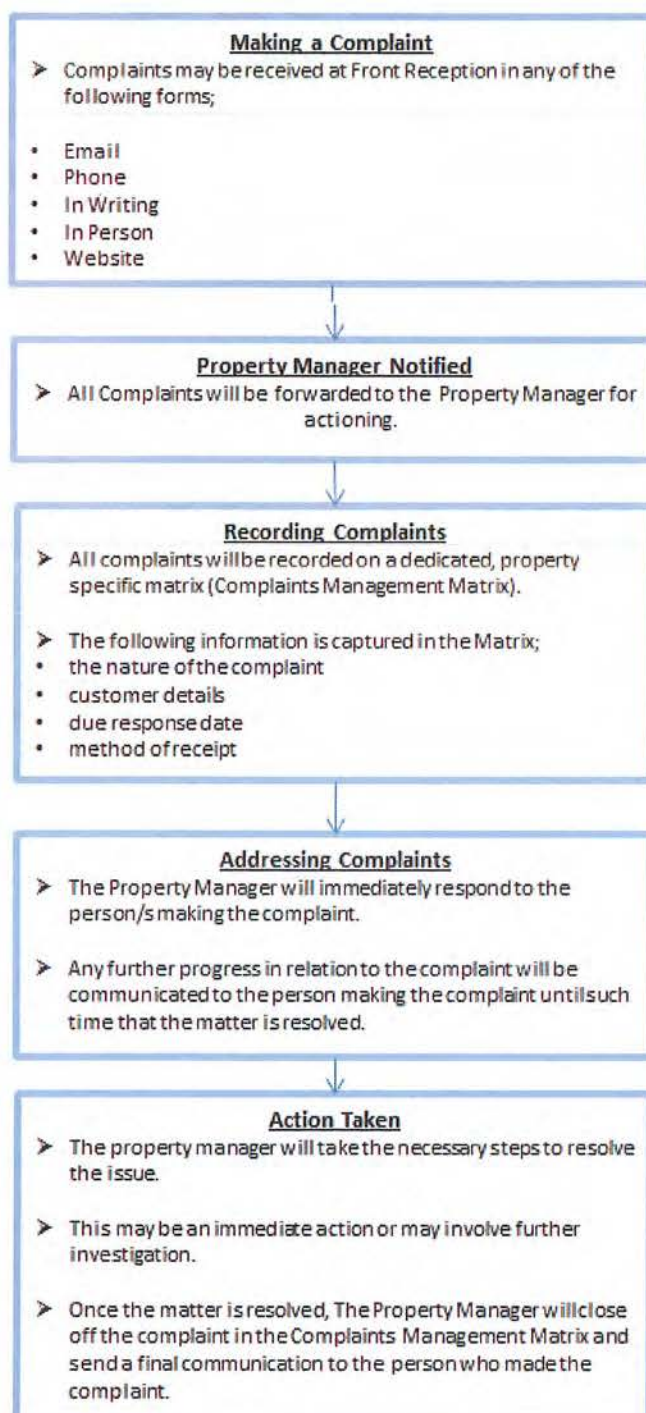 Making a Complaint
➤ Complaints may be received at Front Reception in any of the
following forms;
• Email
• Phone
• In Writing
• In Person
• Website
Property Manager Notified
➤ All Complaints will be forwarded to the Property Manager for
actioning.
Recording Complaints
➤ All complaints will be recorded on a dedicated, property
specific matrix (Complaints Management Matrix).
➤ The following information is captured in the Matrix;
• the nature of the complaint
• customer details
• due response date
• method of receipt
Addressing Complaints
➤ The Property Manager will immediately respond to the
person/s making the complaint.
➤ Any further progress in relation to the complaint will be
communicated to the person making the complaint until such
time that the matter is resolved.
Action Taken
➤ The property manager will take the necessary steps to resolve
the issue.
➤ This may be an immediate action or may involve further
investigation.
➤ Once the matter is resolved, The Property Manager will close
off the complaint in the Complaints Management Matrix and
send a final communication to the person who made the
complaint.